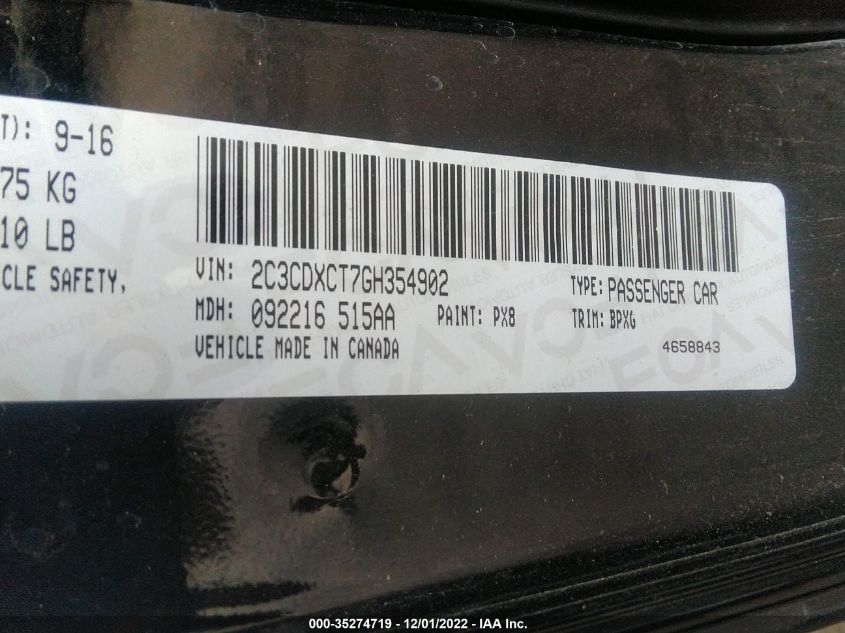 T): 9-16
75 KG
10 LB
CLE SAFETY,
VIN: 2C3CDXCT7GH354902
TYPE: PASSENGER CAR
MDH: 092216 515AA
PAINT: PX8
TRIM: BPXG
VEHICLE MADE IN CANADA
4658843
000-35274719 - 12/01/2022 - IAA Inc.